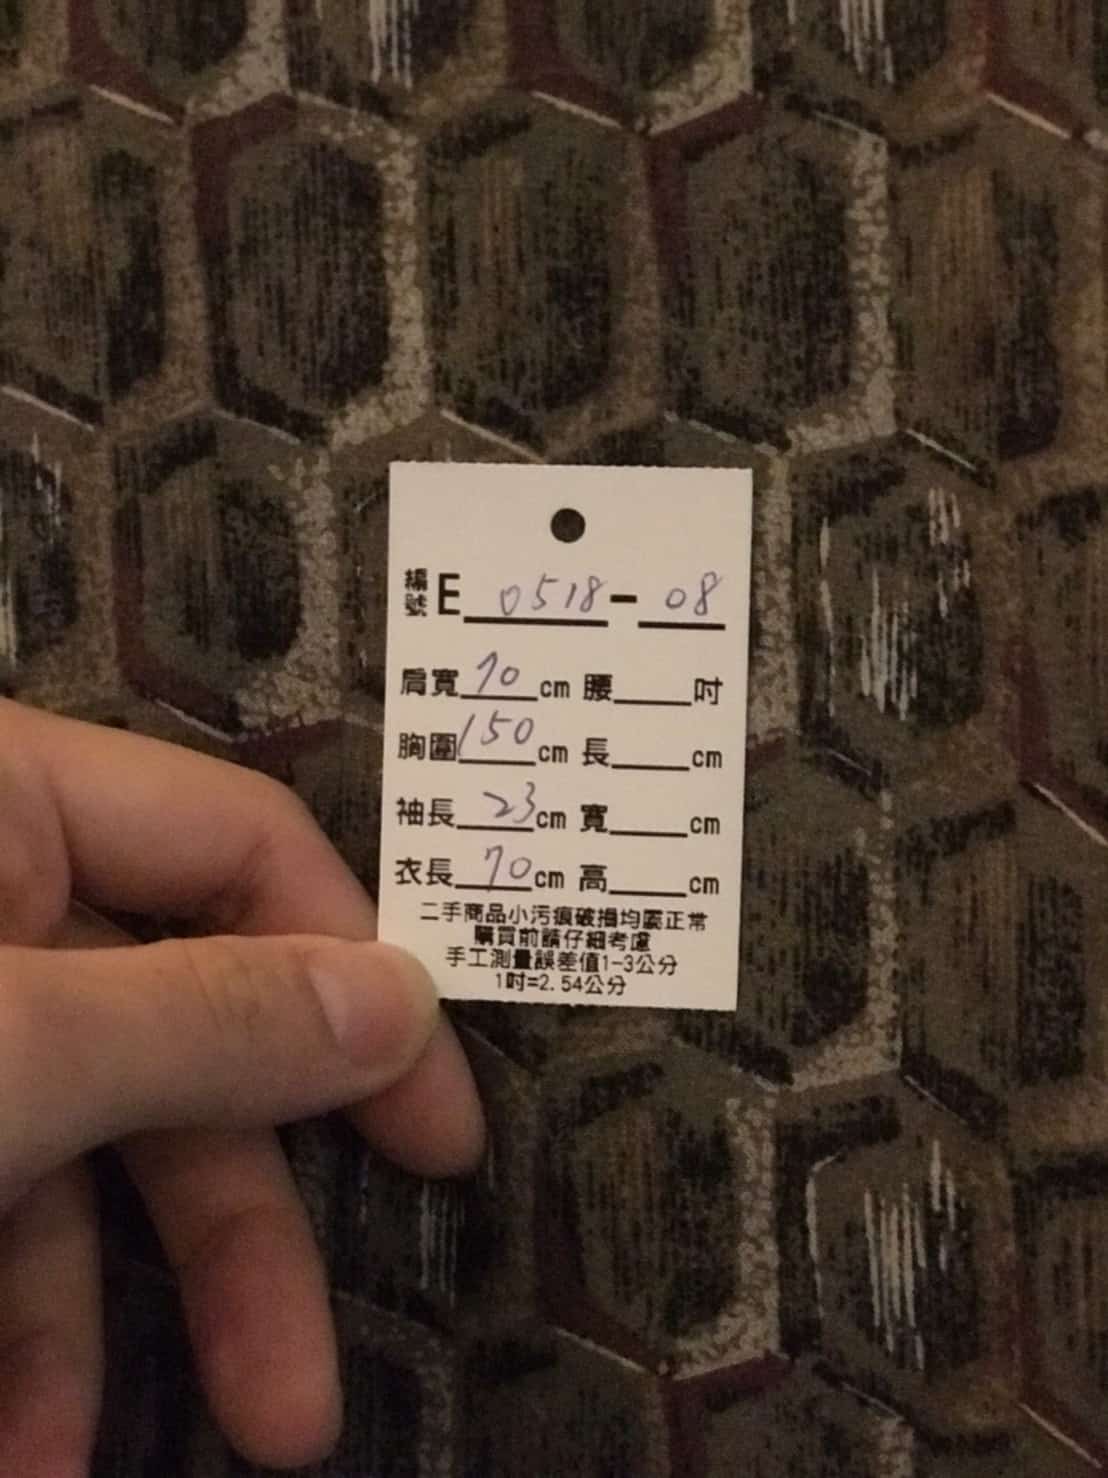 編號 E 0518-08
肩寬 70 cm 腰 吋
胸圍 150 cm 長 cm
袖長 23 cm 寬 cm
衣長 70 cm 高 cm
二手商品小汚痕破損均屬正常
購買前請仔細考慮
手工測量誤差值1-3公分
1吋=2.54公分